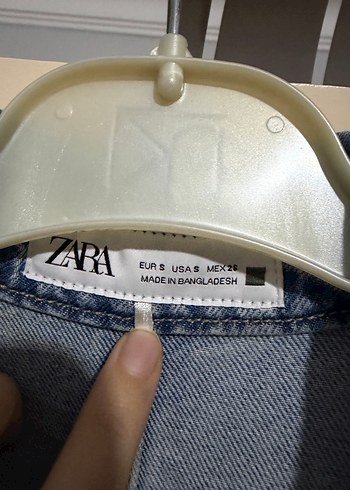 ZARA
EUR S USA S MEX 26
MADE IN BANGLADESH